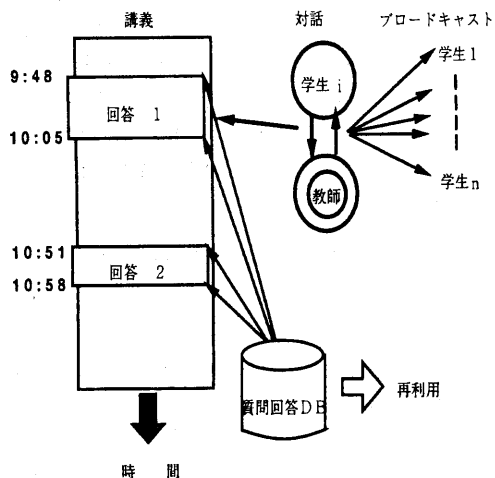 講義
対話
ブロードキャスト
9:48
回答 1
10:05
学生 i
教師
学生1
学生n
10:51
回答 2
10:58
質問回答DB
再利用
時 間